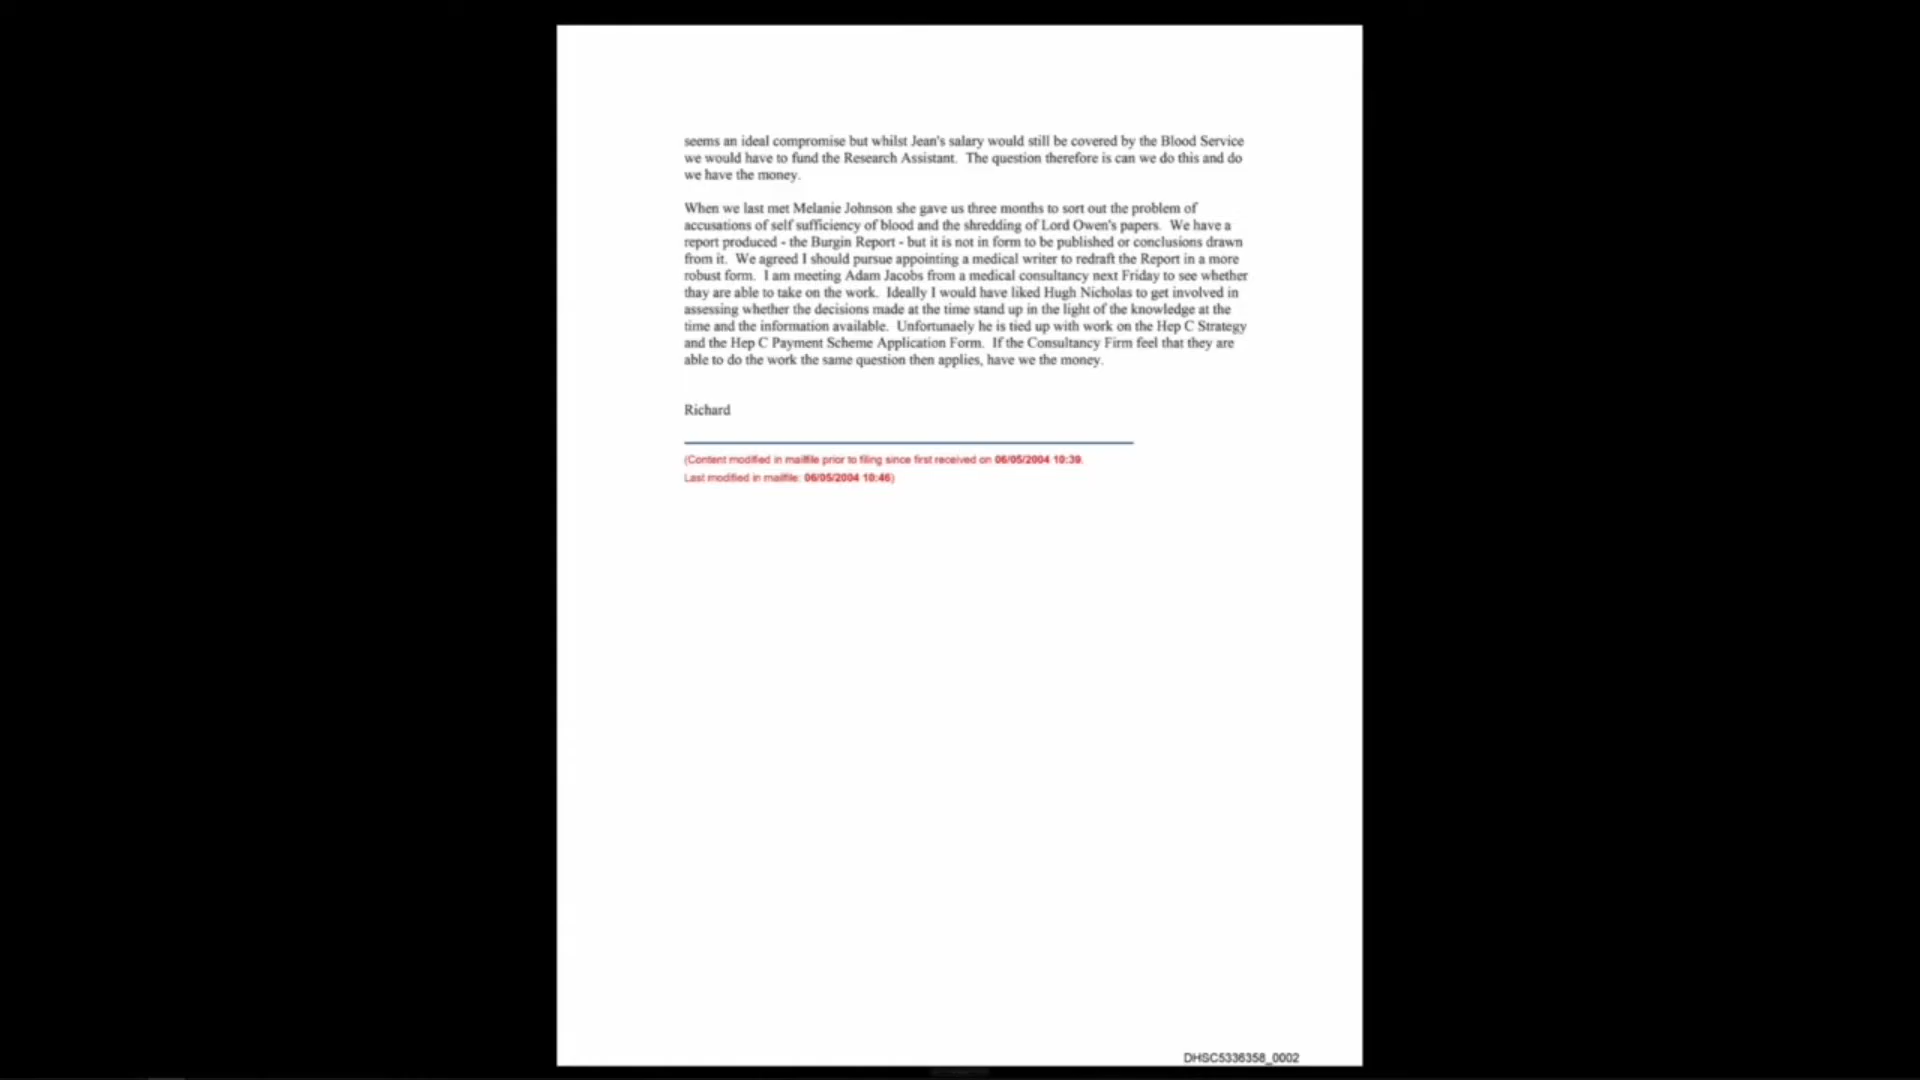 seems an ideal compromise but whilst Jean's salary would still be covered by the Blood Service
we would have to fund the Research Assistant.  The question therefore is can we do this and do
we have the money.
When we last met Melanie Johnson she gave us three months to sort out the problem of
accusations of self sufficiency of blood and the shredding of Lord Owen's papers.  We have a
report produced - the Burgin Report - but it is not in form to be published or conclusions drawn
from it.  We agreed I should pursue appointing a medical writer to redraft the Report in a more
robust form.  I am meeting Adam Jacobs from a medical consultancy next Friday to see whether
thay are able to take on the work.  Ideally I would have liked Hugh Nicholas to get involved in
assessing whether the decisions made at the time stand up in the light of the knowledge at the
time and the information available.  Unfortunaely he is tied up with work on the Hep C Strategy
and the Hep C Payment Scheme Application Form.  If the Consultancy Firm feel that they are
able to do the work the same question then applies, have we the money.
Richard
(Content modified in mailfile prior to filing since first received on 06/05/2004 10:39.
Last modified in mailfile: 06/05/2004 10:46)
DHSC5336358_0002